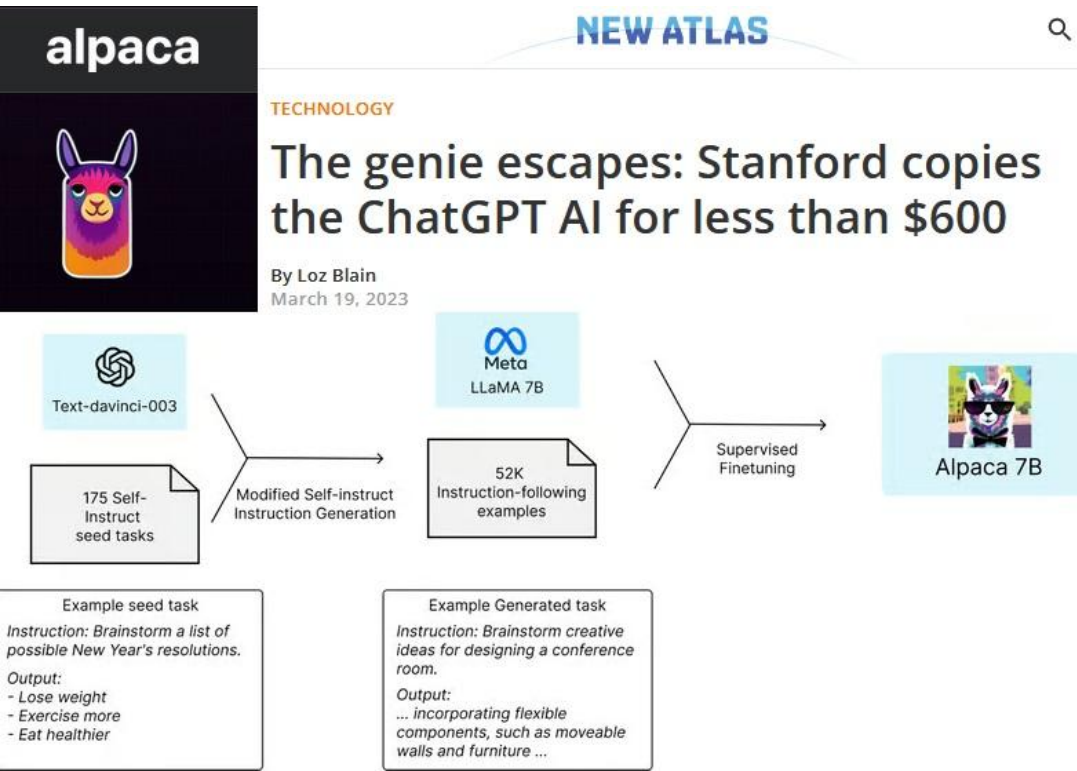 alpaca
NEW ATLAS
TECHNOLOGY
The genie escapes: Stanford copies
the ChatGPT AI for less than $600
By Loz Blain
March 19, 2023
Text-davinci-003
175 Self-
Instruct
seed tasks
Modified Self-instruct
Instruction Generation
Meta
LLaMA 7B
52K
Instruction-following
examples
Supervised
Finetuning
Alpaca 7B
Example seed task
Instruction: Brainstorm a list of
possible New Year's resolutions.
Output:
- Lose weight
- Exercise more
- Eat healthier
Example Generated task
Instruction: Brainstorm creative
ideas for designing a conference
room.
Output:
... incorporating flexible
components, such as moveable
walls and furniture ...